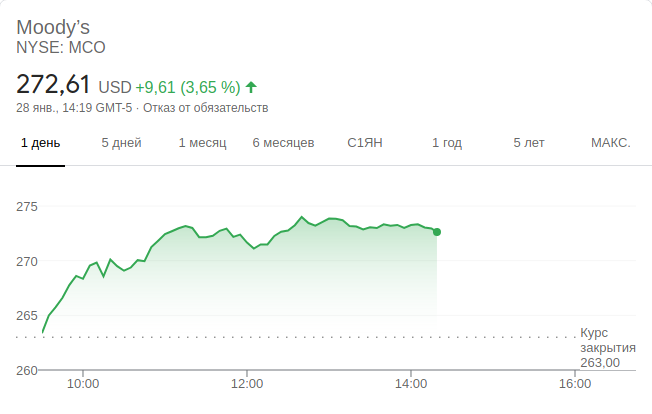 Moody’s
NYSE: MCO
272,61 USD +9,61 (3,65 %)
28 янв., 14:19 GMT-5 · Отказ от обязательств
1 день 5 дней 1 месяц 6 месяцев С1ЯН 1 год 5 лет МАКС.
275
270
265
Курс
закрытия
263,00
260
10:00 12:00 14:00 16:00